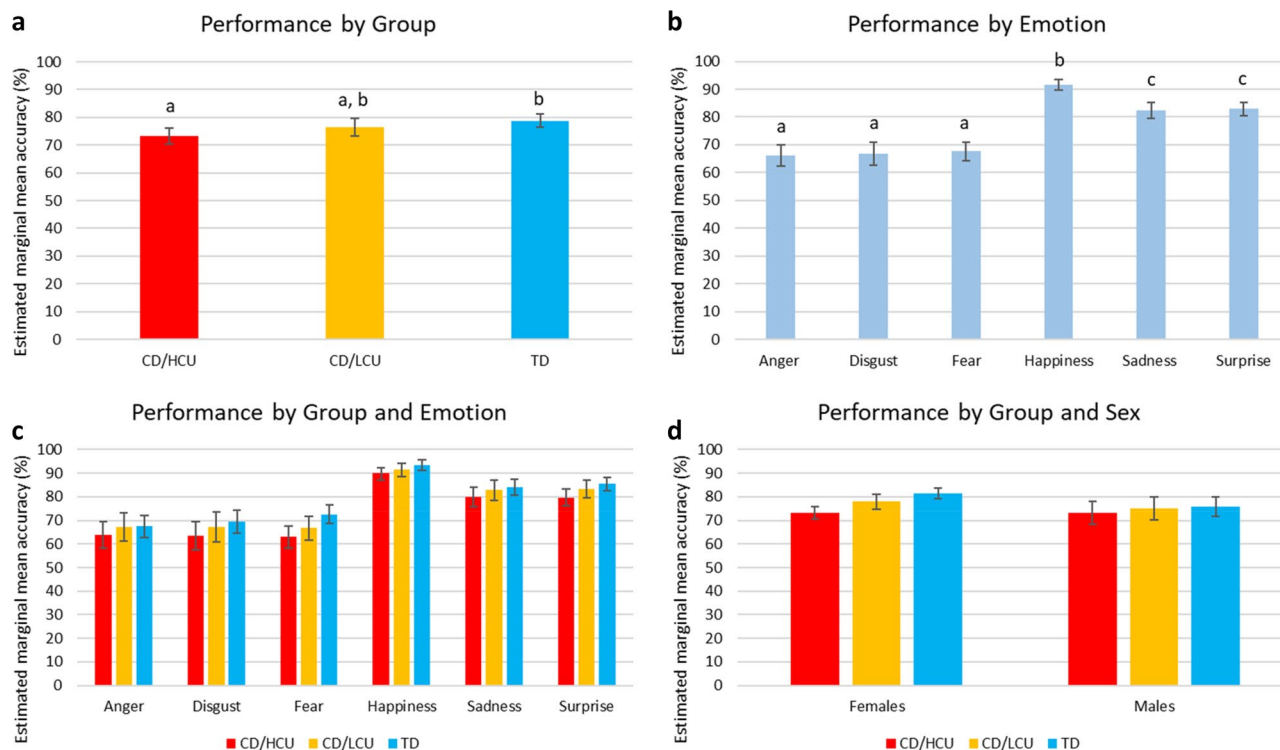 a
Performance by Group
Estimated marginal mean accuracy (%)
100
90
80
70
60
50
40
30
20
10
0
a
a, b
b
CD/HCU
CD/LCU
TD
b
Performance by Emotion
Estimated marginal mean accuracy (%)
100
90
80
70
60
50
40
30
20
10
0
a
a
a
b
c
c
Anger
Disgust
Fear
Happiness
Sadness
Surprise
c
Performance by Group and Emotion
Estimated marginal mean accuracy (%)
100
90
80
70
60
50
40
30
20
10
0
Anger
Disgust
Fear
Happiness
Sadness
Surprise
CD/HCU
CD/LCU
TD
d
Performance by Group and Sex
Estimated marginal mean accuracy (%)
100
90
80
70
60
50
40
30
20
10
0
Females
Males
CD/HCU
CD/LCU
TD